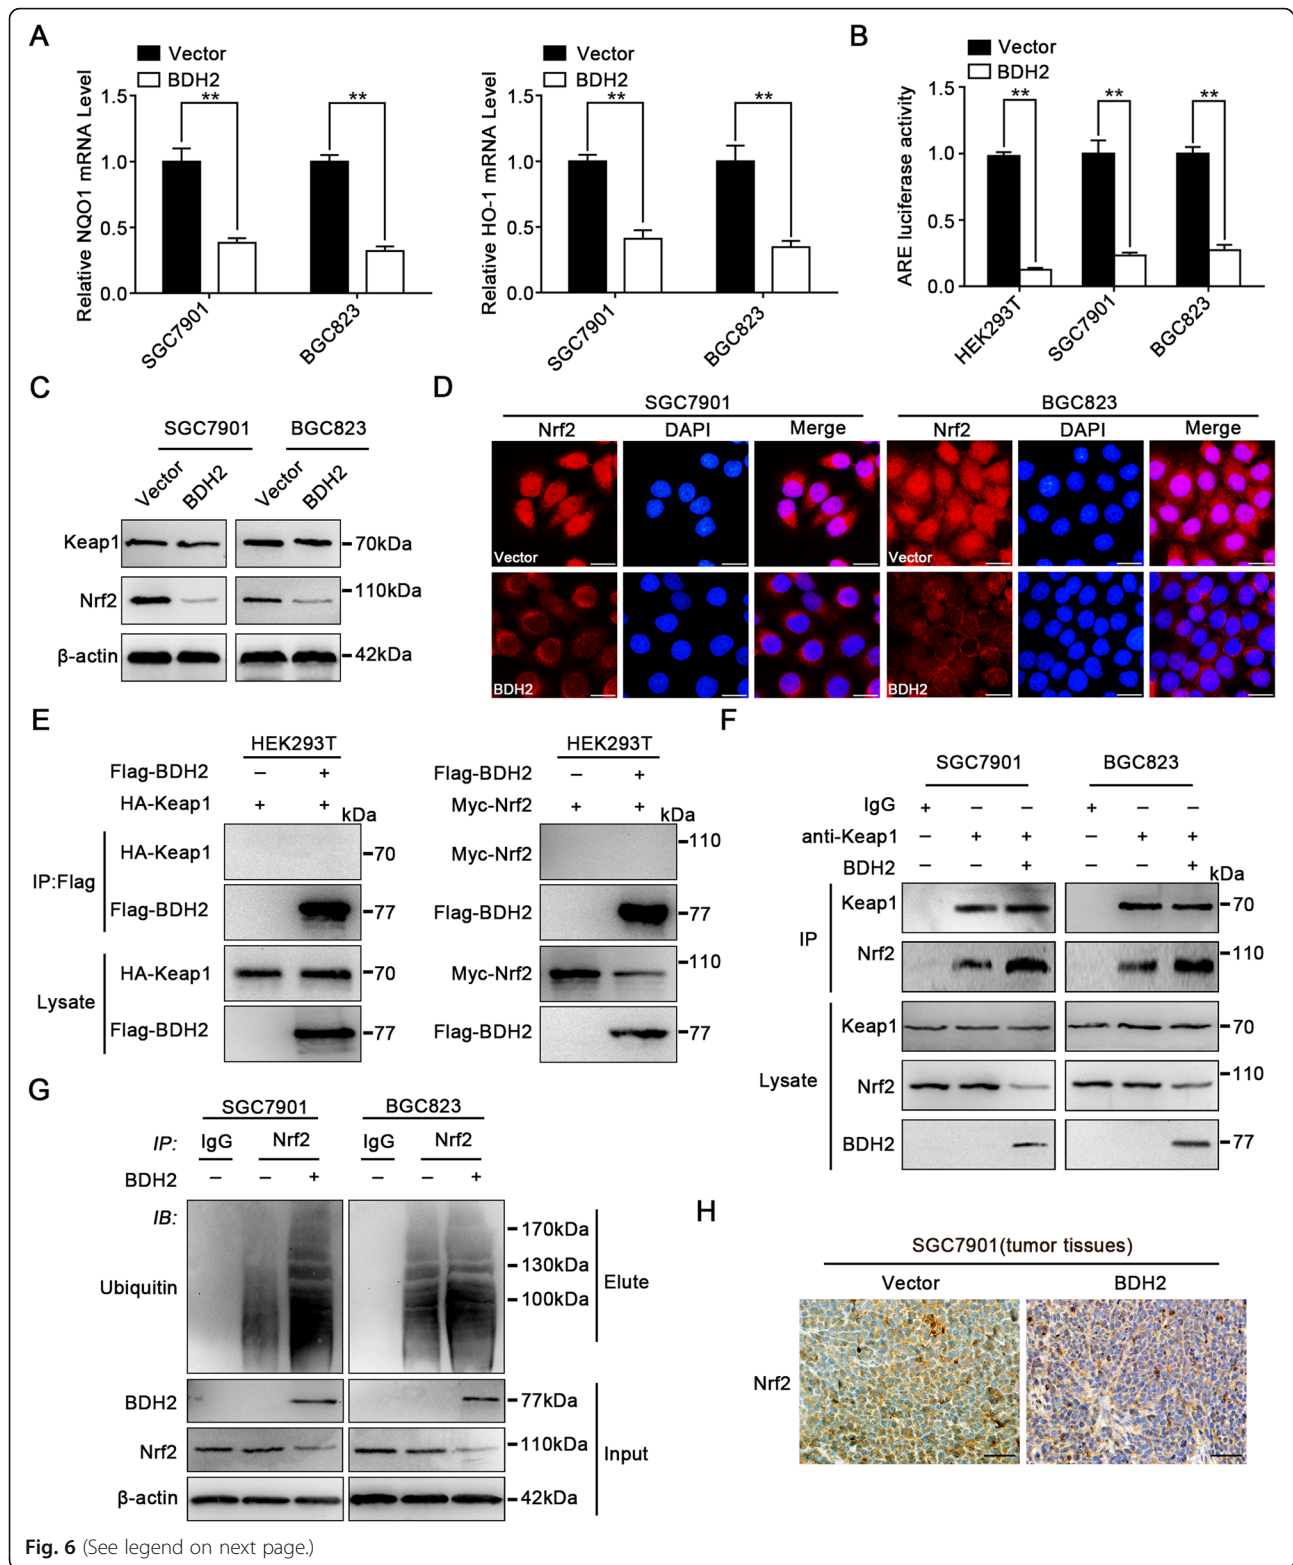 A
Vector
BDH2
Relative NQO1 mRNA Level
1.5
1.0
0.5
0.0
**
**
SGC7901
BGC823
Vector
BDH2
Relative HO-1 mRNA Level
1.5
1.0
0.5
0.0
**
**
SGC7901
BGC823
B
Vector
BDH2
ARE luciferase activity
1.5
1.0
0.5
0.0
**
**
**
HEK293T
SGC7901
BGC823
C
SGC7901 BGC823
Vector BDH2 Vector BDH2
Keap1 70kDa
Nrf2 110kDa
β-actin 42kDa
D
SGC7901 BGC823
Nrf2 DAPI Merge Nrf2 DAPI Merge
Vector Vector
BDH2 BDH2
E
HEK293T
Flag-BDH2 – +
HA-Keap1 + +
kDa
IP:Flag
HA-Keap1 70
Flag-BDH2 77
Lysate
HA-Keap1 70
Flag-BDH2 77
HEK293T
Flag-BDH2 – +
Myc-Nrf2 + +
kDa
Myc-Nrf2 110
Flag-BDH2 77
Myc-Nrf2 110
Flag-BDH2 77
F
SGC7901 BGC823
IgG + – – + – –
anti-Keap1 – + + – + +
BDH2 – – + – – +
kDa
IP
Keap1 70
Nrf2 110
Lysate
Keap1 70
Nrf2 110
BDH2 77
G
SGC7901 BGC823
IP: IgG Nrf2 IgG Nrf2
BDH2 – – + – – +
IB:
Ubiquitin
170kDa
130kDa
100kDa
Elute
BDH2 77kDa
Nrf2 110kDa
β-actin 42kDa
Input
H
SGC7901(tumor tissues)
Vector BDH2
Nrf2
Fig. 6 (See legend on next page.)